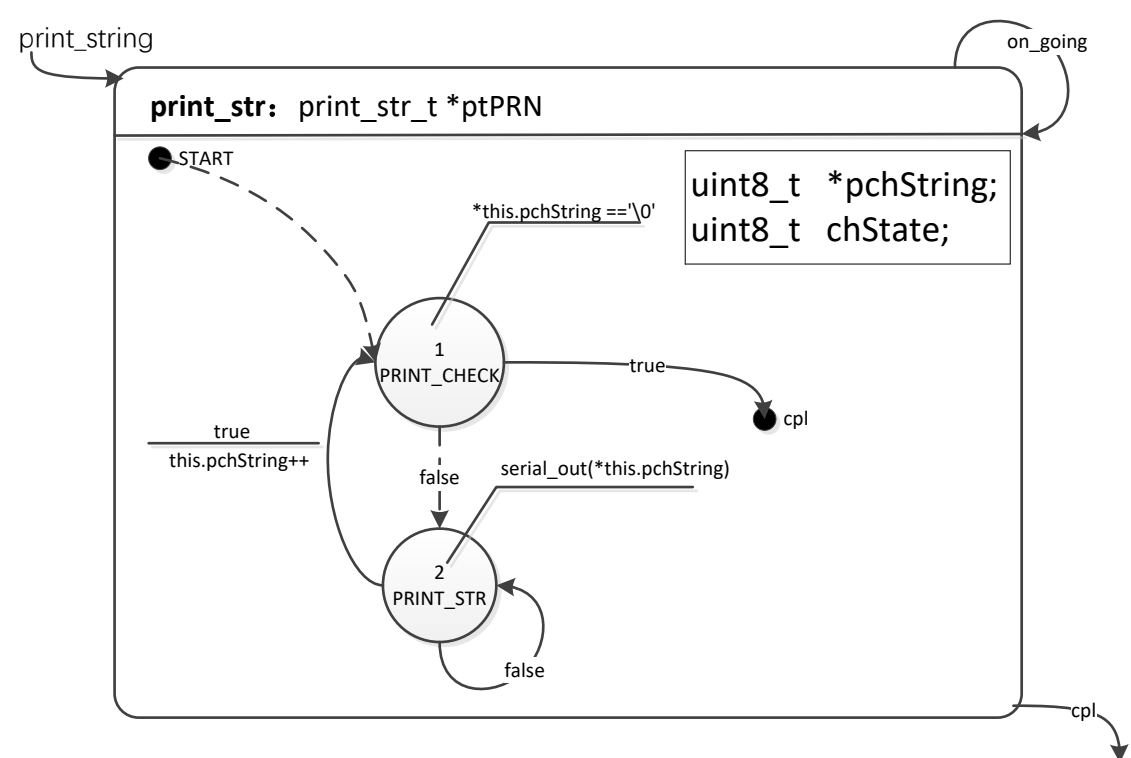 print_string
on_going
print_str：print_str_t *ptPRN
START
uint8_t *pchString;
uint8_t chState;
*this.pchString =='\0'
1
PRINT_CHECK
true
cpl
true
this.pchString++
false
serial_out(*this.pchString)
2
PRINT_STR
false
cpl